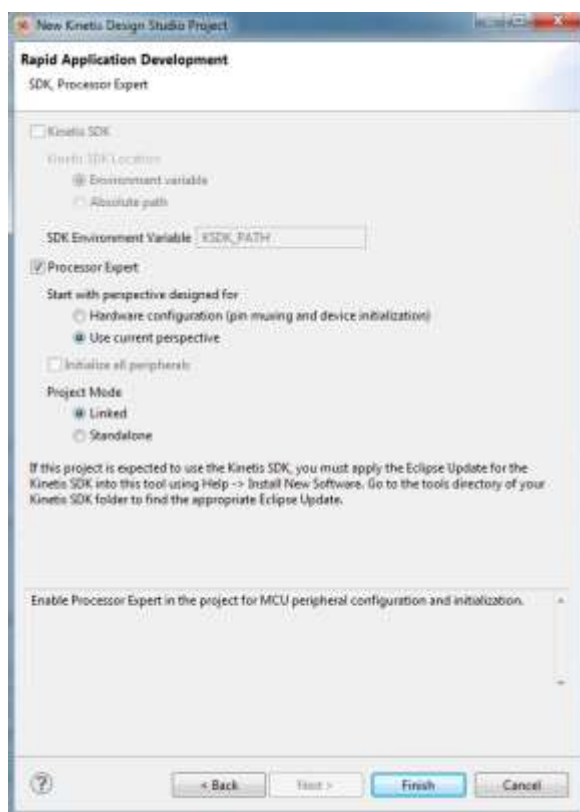 New Kinetis Design Studio Project
Rapid Application Development
SDK, Processor Expert
Kinetis SDK
Kinetis SDK Location
Environment variable
Absolute path
SDK Environment Variable KSDK_PATH
Processor Expert
Start with perspective designed for
Hardware configuration (pin muxing and device initialization)
Use current perspective
Initialize all peripherals
Project Mode
Linked
Standalone
If this project is expected to use the Kinetis SDK, you must apply the Eclipse Update for the
Kinetis SDK into this tool using Help -> Install New Software. Go to the tools directory of your
Kinetis SDK folder to find the appropriate Eclipse Update.
Enable Processor Expert in the project for MCU peripheral configuration and initialization.
? < Back Next > Finish Cancel